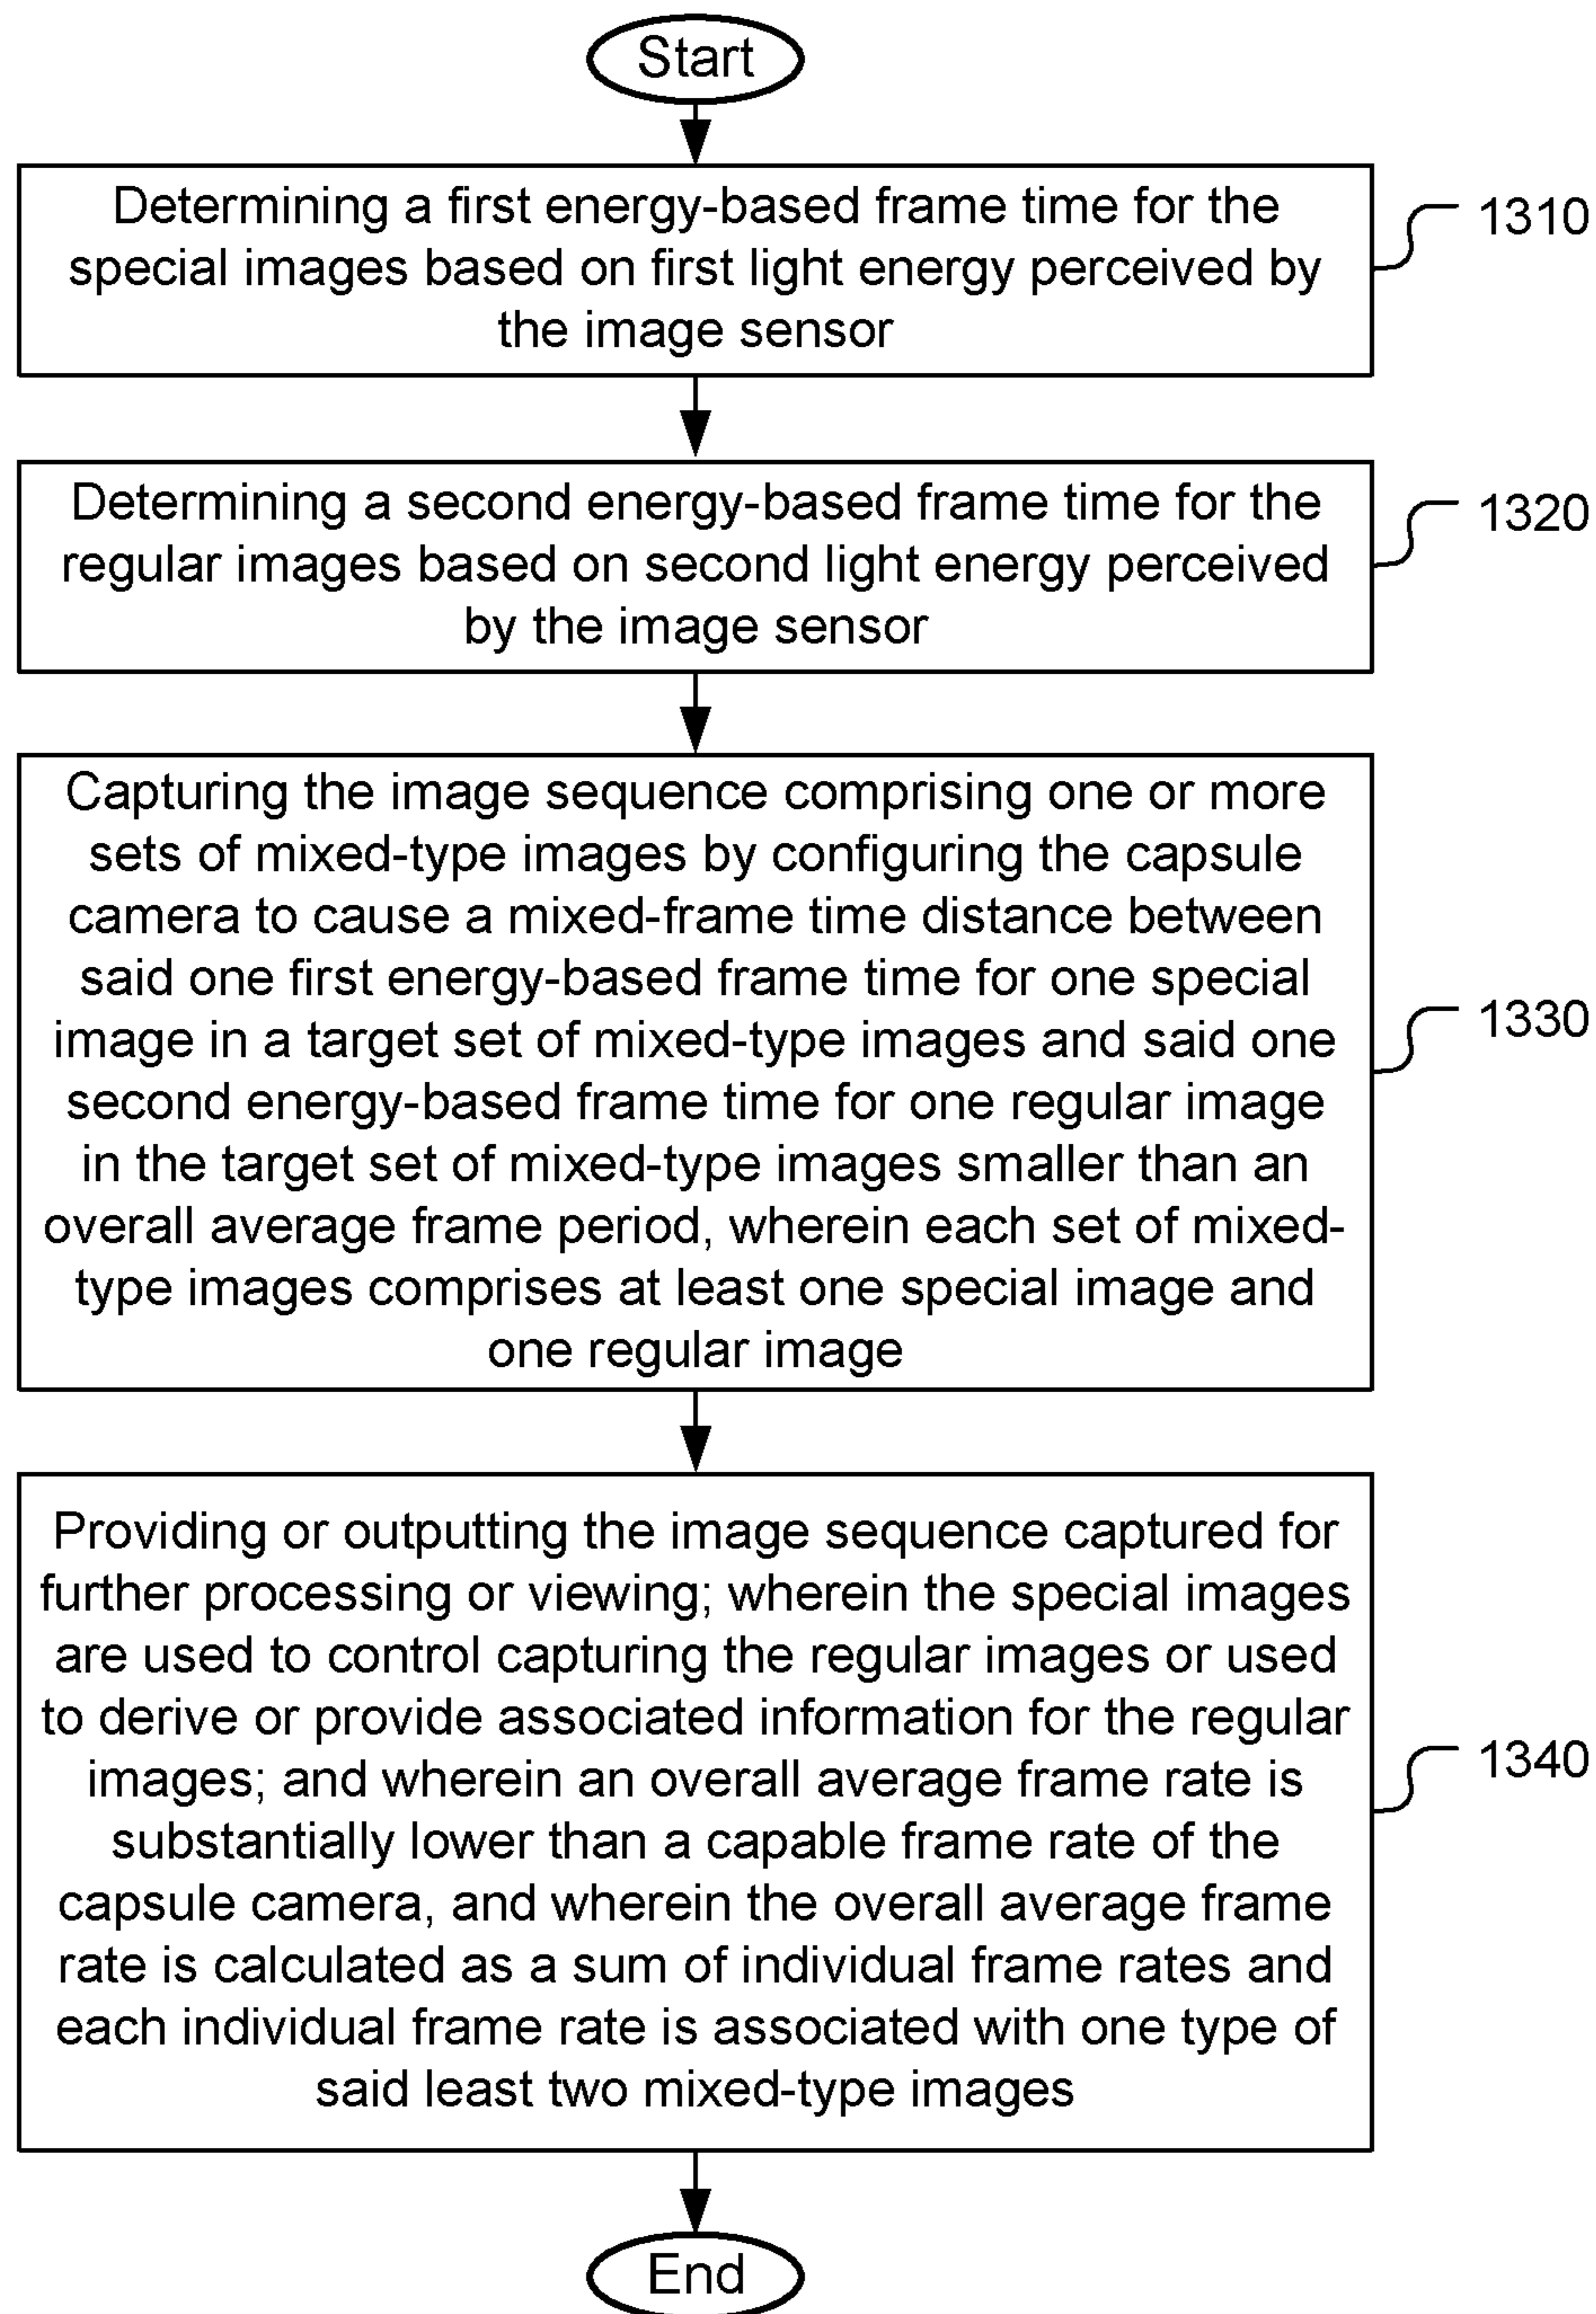 Start
Determining a first energy-based frame time for the
special images based on first light energy perceived by
the image sensor
1310
Determining a second energy-based frame time for the
regular images based on second light energy perceived
by the image sensor
1320
Capturing the image sequence comprising one or more
sets of mixed-type images by configuring the capsule
camera to cause a mixed-frame time distance between
said one first energy-based frame time for one special
image in a target set of mixed-type images and said one
second energy-based frame time for one regular image
in the target set of mixed-type images smaller than an
overall average frame period, wherein each set of mixed-
type images comprises at least one special image and
one regular image
1330
Providing or outputting the image sequence captured for
further processing or viewing; wherein the special images
are used to control capturing the regular images or used
to derive or provide associated information for the regular
images; and wherein an overall average frame rate is
substantially lower than a capable frame rate of the
capsule camera, and wherein the overall average frame
rate is calculated as a sum of individual frame rates and
each individual frame rate is associated with one type of
said least two mixed-type images
1340
End